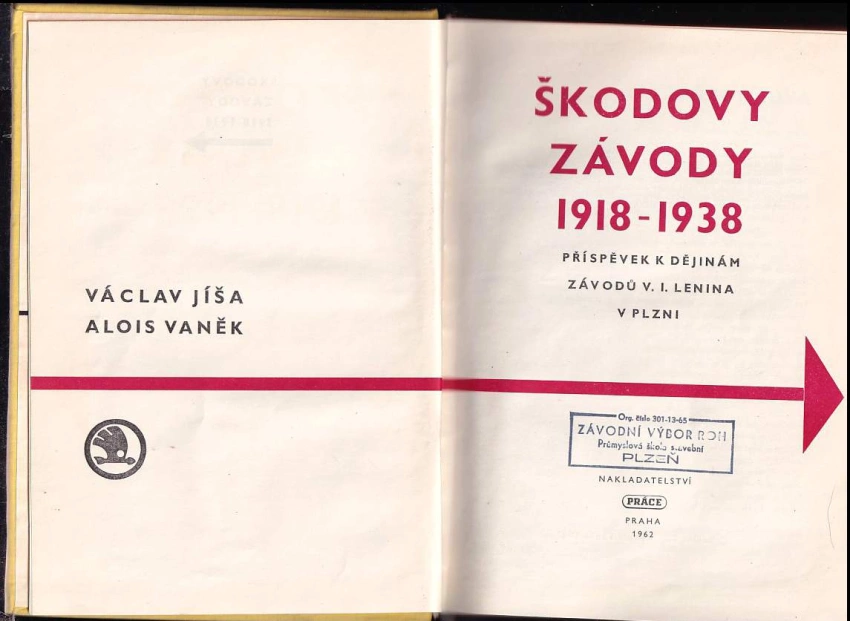 VÁCLAV JÍŠA
ALOIS VANĚK
ŠKODOVY
ZÁVODY
1918-1938
PŘÍSPĚVEK K DĚJINÁM
ZÁVODŮ V. I. LENINA
V PLZNI
Org. číslo 301-13-65
ZÁVODNÍ VÝBOR ROH
Průmyslová škola stavební
PLZEŇ
NAKLADATELSTVÍ
PRÁCE
PRAHA
1962